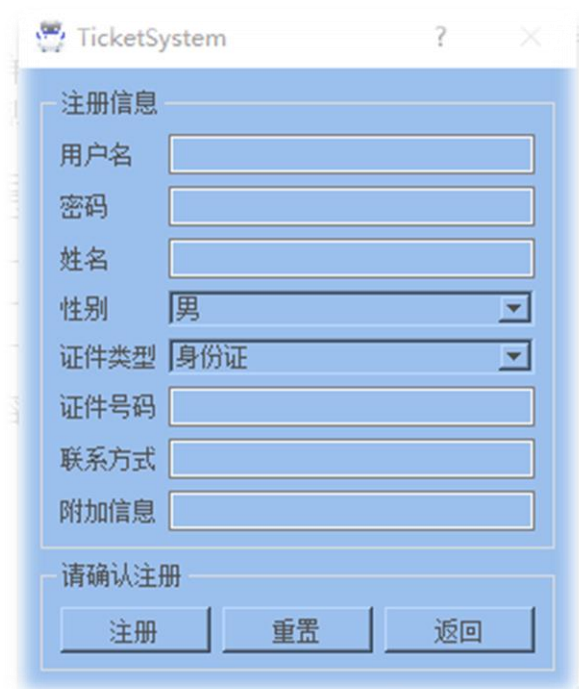 TicketSystem ? ×
注册信息
用户名
密码
姓名
性别 男
证件类型 身份证
证件号码
联系方式
附加信息
请确认注册
注册 重置 返回